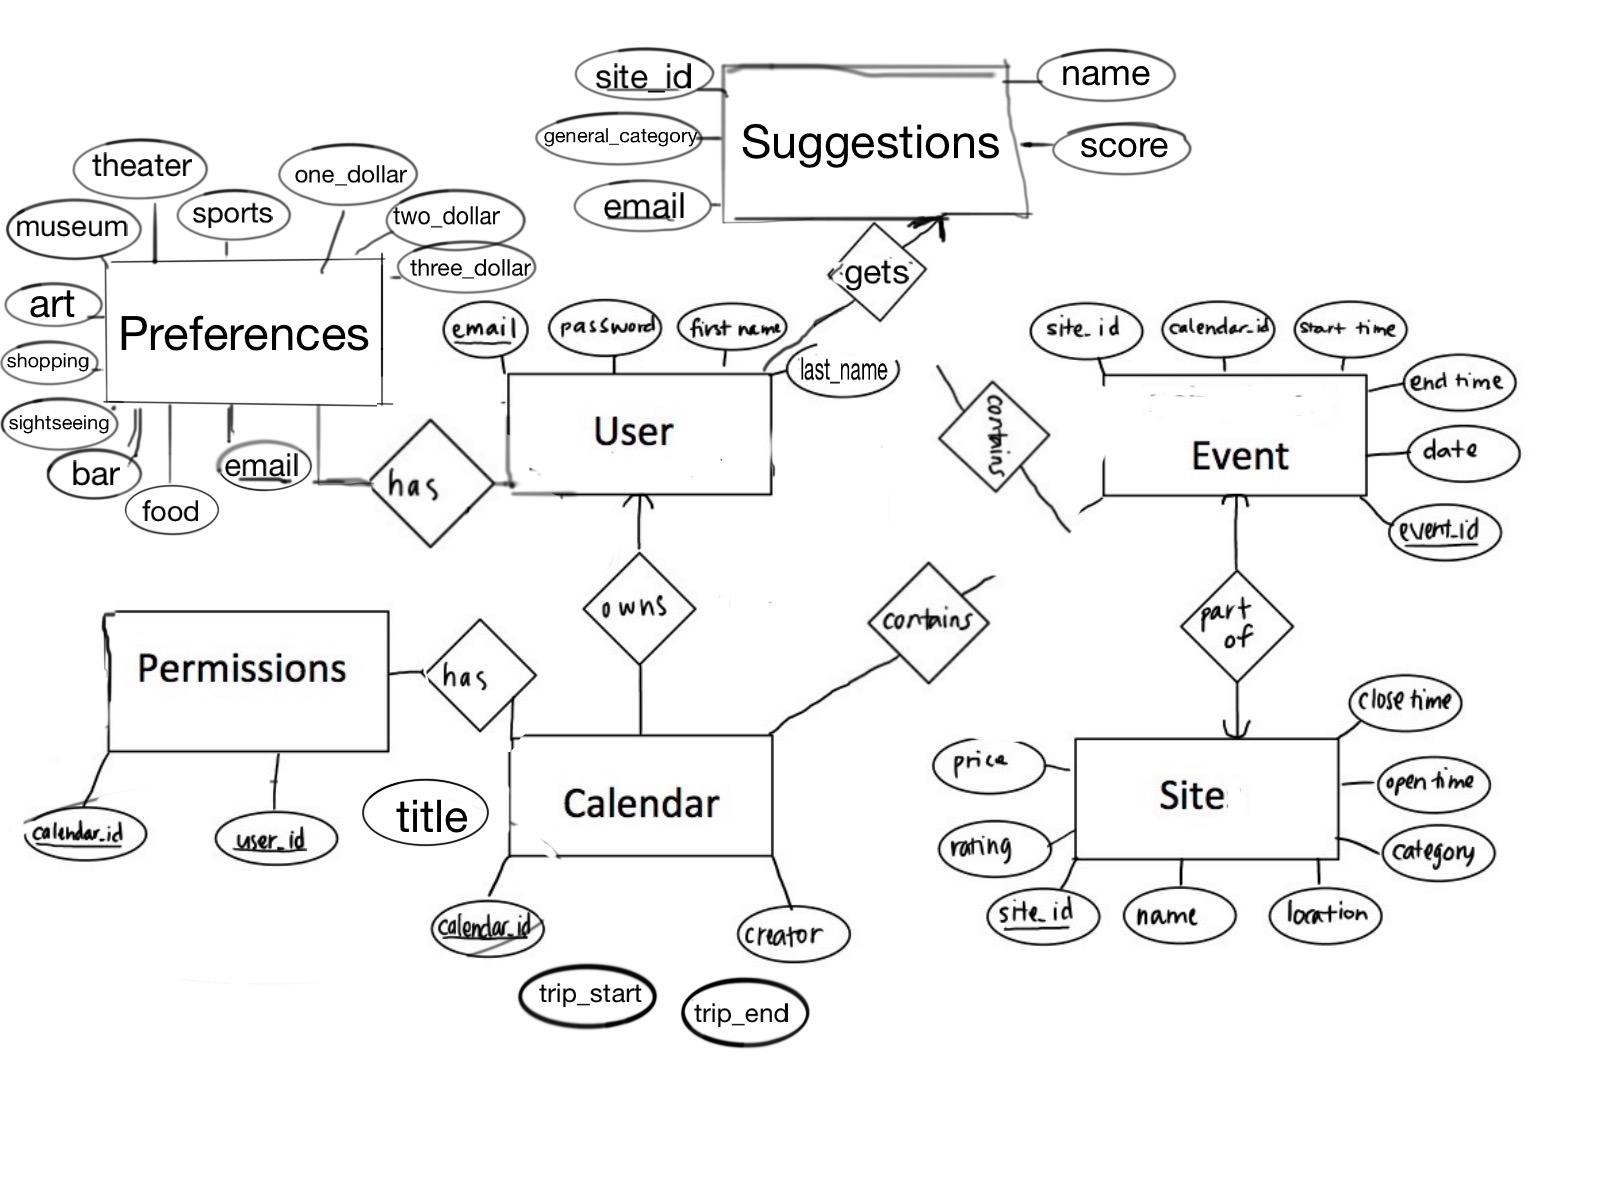 site_id
name
general_category
Suggestions
score
email
theater
one_dollar
museum
sports
two_dollar
three_dollar
art
Preferences
shopping
sightseeing
bar
email
food
gets
email
password
first name
last_name
User
has
site_id
calendar_id
start time
end time
Event
date
event_id
contains
owns
contains
part
of
Permissions
has
calendar_id
user_id
title
Calendar
calendar_id
creator
trip_start
trip_end
close time
price
Site
open time
rating
category
site_id
name
location